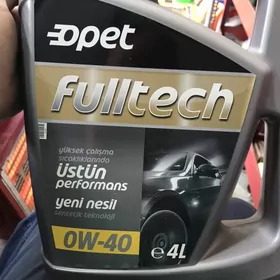 opet
fulltech
yüksek çalışma
sıcaklıklarında
üstün
performans
yeni nesil
sentetik teknoloji
0W-40
e 4L